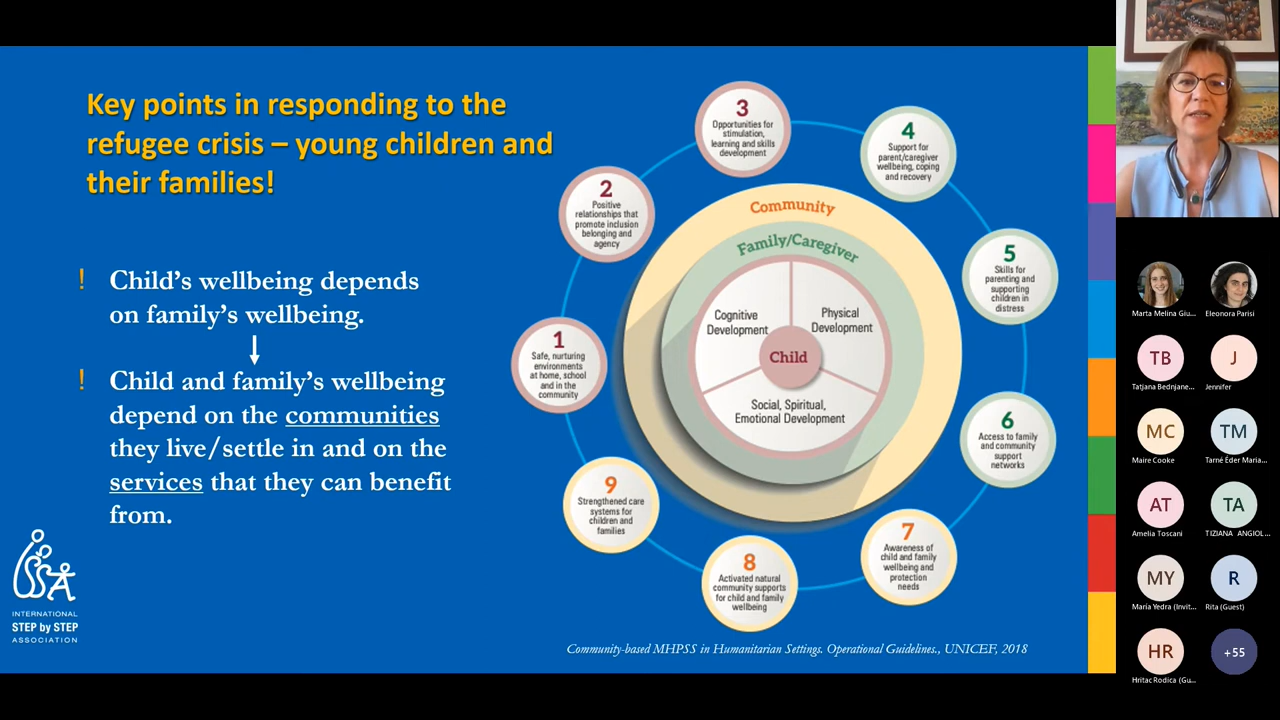 Key points in responding to the
refugee crisis – young children and
their families!
! Child's wellbeing depends
on family's wellbeing.
! Child and family's wellbeing
depend on the communities
they live/settle in and on the
services that they can benefit
from.
INTERNATIONAL
STEP by STEP
ASSOCIATION
Community
Family/Caregiver
Cognitive
Development
Physical
Development
Child
Social, Spiritual,
Emotional Development
1
Safe, nurturing
environments
at home, school
and in the
community
2
Positive
relationships that
promote inclusion
belonging and
agency
3
Opportunities for
stimulation,
learning and skills
development
4
Support for
parent/caregiver
wellbeing, coping
and recovery
5
Skills for
parenting and
supporting
children in
distress
6
Access to family
and community
support
networks
7
Awareness of
child and family
wellbeing and
protection
needs
8
Activated natural
community supports
for child and family
wellbeing
9
Strengthened care
systems for
children and
families
Community-based MHPSS in Humanitarian Settings. Operational Guidelines., UNICEF, 2018
Marta Melina Giu...
Eleonora Parisi
TB
Tatjana Bednjane...
J
Jennifer
MC
Maire Cooke
TM
Tarné Éder Maria...
AT
Amelia Toscani
TA
TIZIANA ANGIOL...
MY
María Yedra (Invit...
R
Rita (Guest)
HR
Hritac Rodica (Gu...
+55